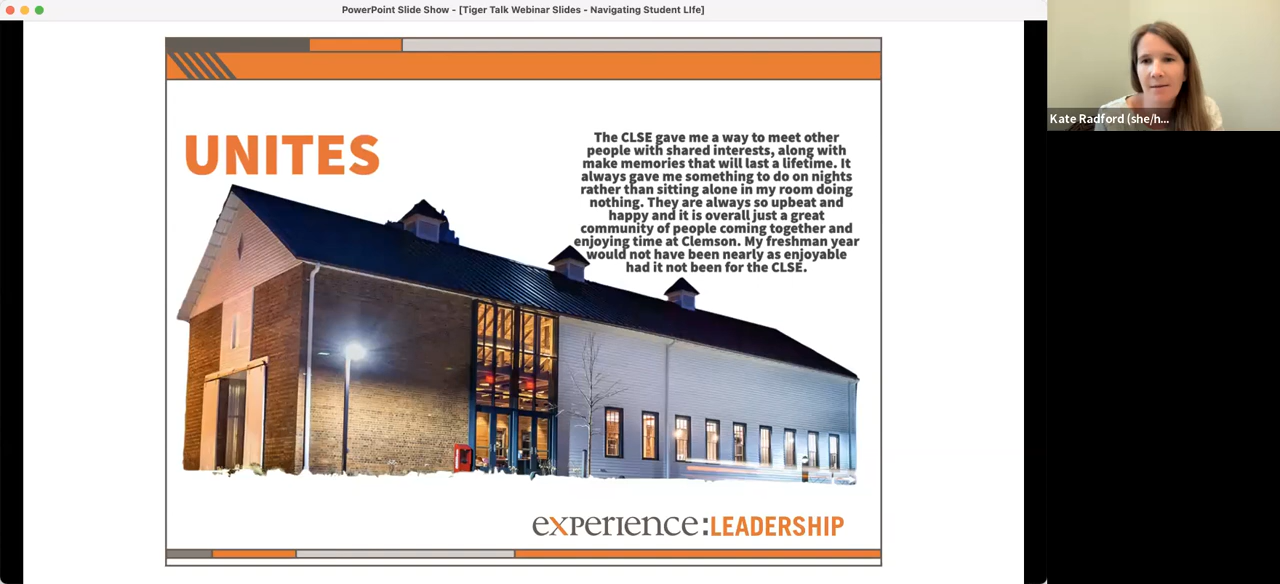 PowerPoint Slide Show - [Tiger Talk Webinar Slides - Navigating Student LIfe]
Kate Radford (she/h...
UNITES
The CLSE gave me a way to meet other
people with shared interests, along with
make memories that will last a lifetime. It
always gave me something to do on nights
rather than sitting alone in my room doing
nothing. They are always so upbeat and
happy and it is overall just a great
community of people coming together and
enjoying time at Clemson. My freshman year
would not have been nearly as enjoyable
had it not been for the CLSE.
experience:LEADERSHIP